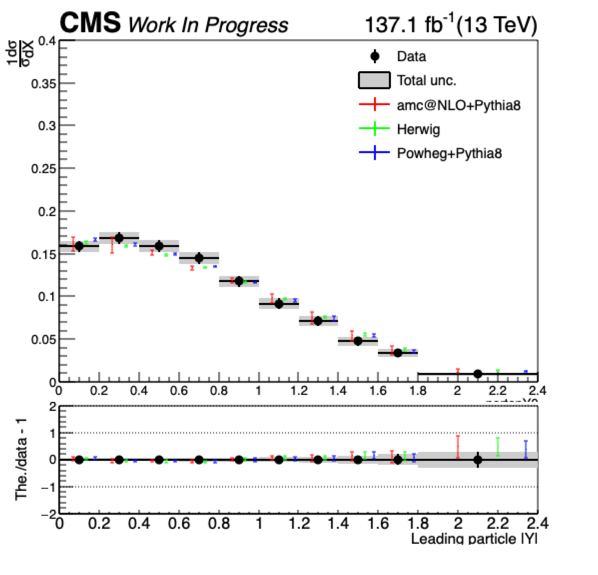 CMS Work In Progress 137.1 fb⁻¹(13 TeV)
1 dσ
σ dX
Data
Total unc.
amc@NLO+Pythia8
Herwig
Powheg+Pythia8
0.4
0.35
0.3
0.25
0.2
0.15
0.1
0.05
0
0 0.2 0.4 0.6 0.8 1 1.2 1.4 1.6 1.8 2 2.2 2.4
The./data - 1
2
1
0
−1
−2
0 0.2 0.4 0.6 0.8 1 1.2 1.4 1.6 1.8 2 2.2 2.4
Leading particle |Y|